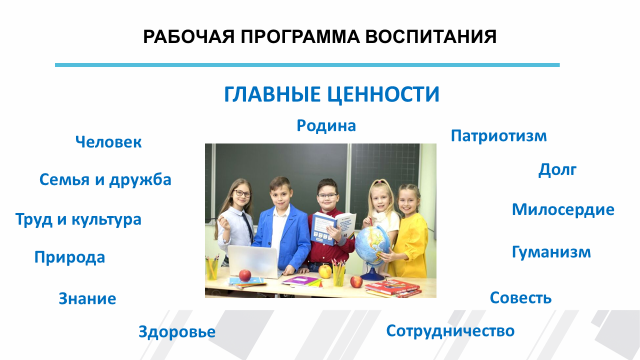 РАБОЧАЯ ПРОГРАММА ВОСПИТАНИЯ
ГЛАВНЫЕ ЦЕННОСТИ
Родина
Человек
Патриотизм
Семья и дружба
Долг
Труд и культура
Милосердие
Природа
Гуманизм
Знание
Совесть
Здоровье
Сотрудничество